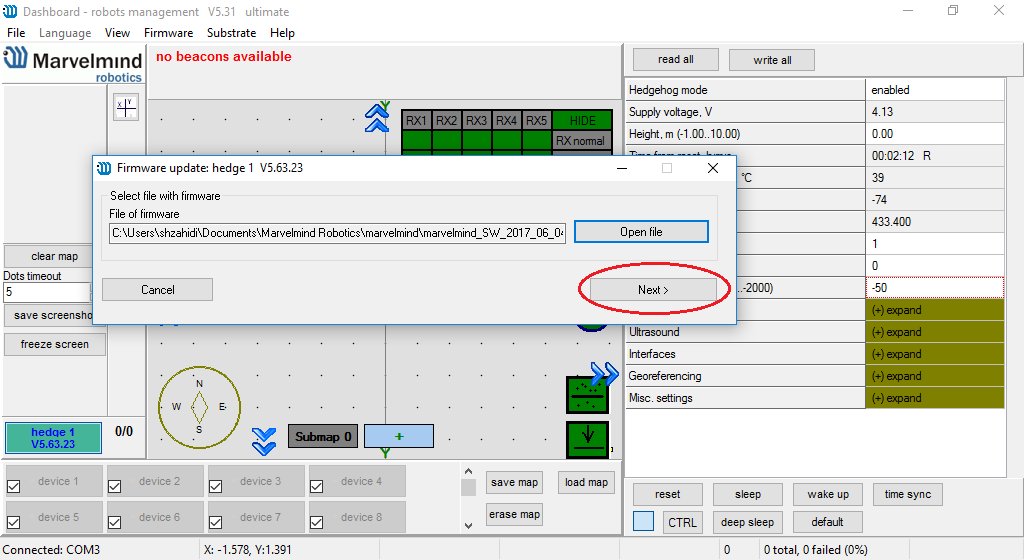 Dashboard - robots management V5.31 ultimate
File Language View Firmware Substrate Help
Marvelmind
robotics
no beacons available
read all write all
Hedgehog mode enabled
Supply voltage, V 4.13
Height, m (-1.00..10.00) 0.00
00:02:12 R
°C 39
-74
433.400
1
0
..-2000) -50
(+) expand
Ultrasound (+) expand
Interfaces (+) expand
Georeferencing (+) expand
Misc. settings (+) expand
X Y
RX1 RX2 RX3 RX4 RX5 HIDE
RX normal
Firmware update: hedge 1 V5.63.23
Select file with firmware
File of firmware
C:\Users\shzahidi\Documents\Marvelmind Robotics\marvelmind\marvelmind_SW_2017_06_04
Open file
Cancel
Next >
clear map
Dots timeout
5
save screensho
freeze screen
N
W E
S
hedge 1
V5.63.23
0/0
Submap 0 +
device 1 device 2 device 3 device 4
device 5 device 6 device 7 device 8
save map load map
erase map
reset sleep wake up time sync
CTRL deep sleep default
Connected: COM3 X: -1.578, Y:1.391 0 0 total, 0 failed (0%)